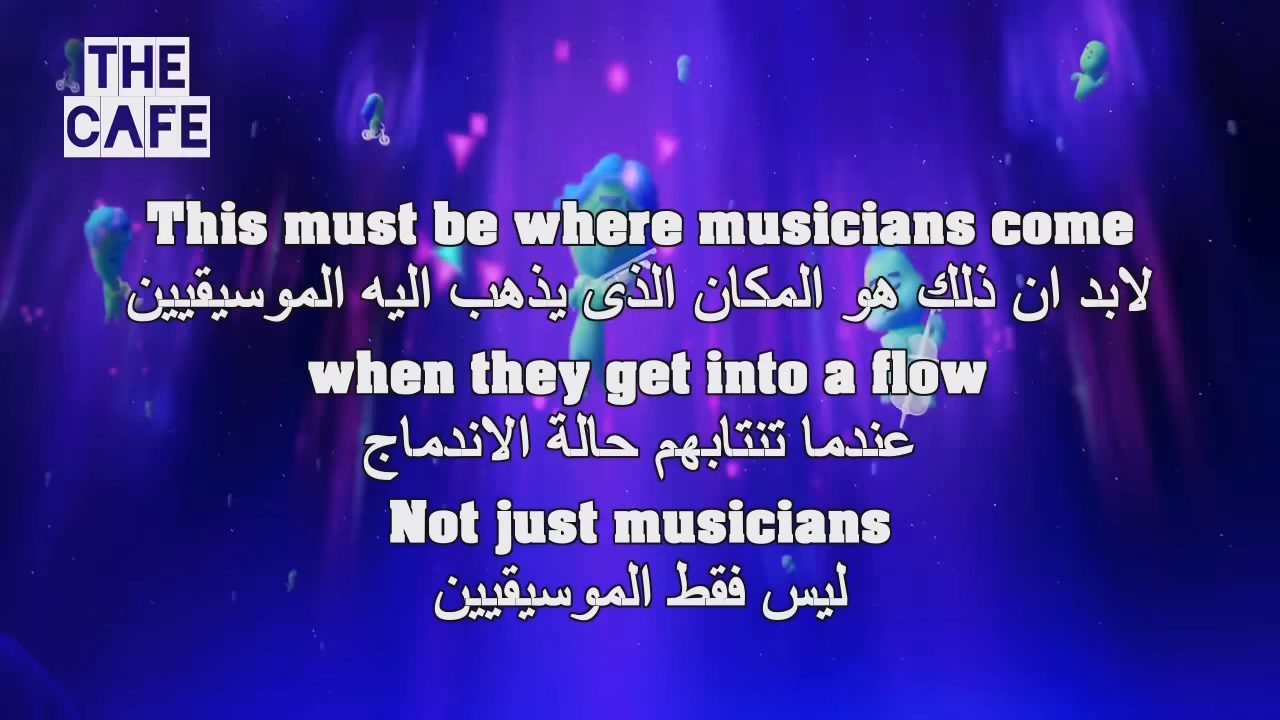 THE
CAFE
This must be where musicians come
لابد ان ذلك هو المكان الذى يذهب اليه الموسيقيين
when they get into a flow
عندما تنتابهم حالة الاندماج
Not just musicians
ليس فقط الموسيقيين